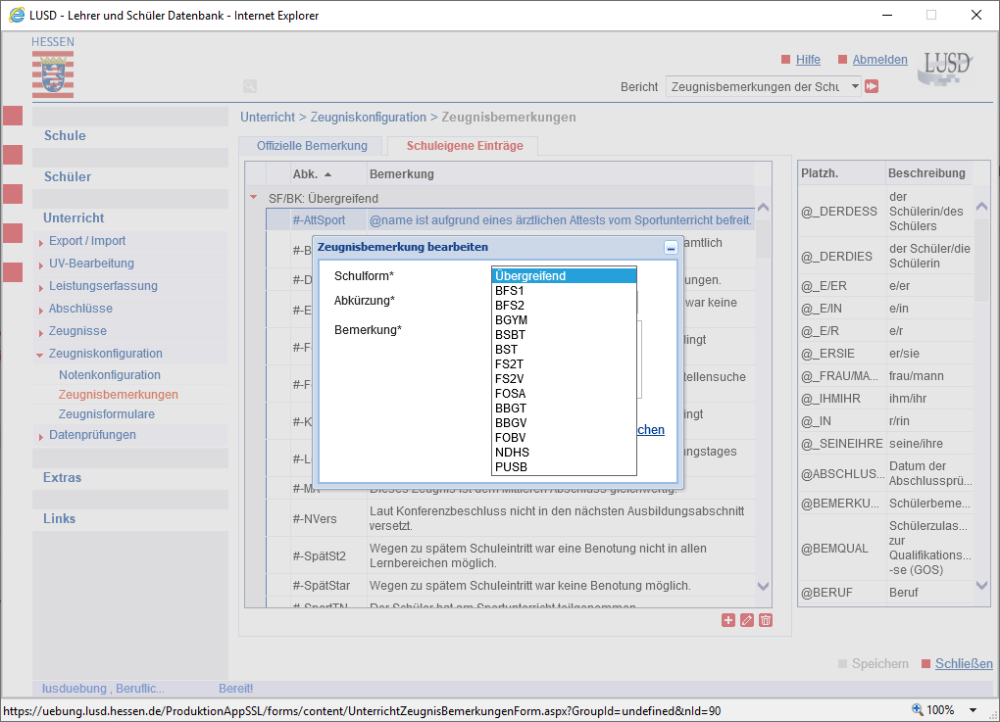 LUSD - Lehrer und Schüler Datenbank - Internet Explorer
HESSEN
Hilfe
Abmelden
LUSD
Bericht
Zeugnisbemerkungen der Schu
Unterricht > Zeugniskonfiguration > Zeugnisbemerkungen
Schule
Schüler
Unterricht
Export / Import
UV-Bearbeitung
Leistungserfassung
Abschlüsse
Zeugnisse
Zeugniskonfiguration
Notenkonfiguration
Zeugnisbemerkungen
Zeugnisformulare
Datenprüfungen
Extras
Links
Offizielle Bemerkung
Schuleigene Einträge
Abk. Bemerkung
SF/BK: Übergreifend
#-AttSport @name ist aufgrund eines ärztlichen Attests vom Sportunterricht befreit.
#-B amtlich
#-D ungen.
#-E war keine
#-F dingt
#-F tellensuche
#-K ngt
#-L ngstages
#-MA Dieses Zeugnis ist dem Mittleren Abschluss gleichwertig.
#-NVers Laut Konferenzbeschluss nicht in den nächsten Ausbildungsabschnitt
versetzt.
#-SpätSt2 Wegen zu spätem Schuleintritt war eine Benotung nicht in allen
Lernbereichen möglich.
#-SpätStar Wegen zu spätem Schuleintritt war keine Benotung möglich.
#-SportTN Der Schüler hat am Sportunterricht teilgenommen.
Zeugnisbemerkung bearbeiten
Schulform*
Abkürzung*
Bemerkung*
Übergreifend
BFS1
BFS2
BGYM
BSBT
BST
FS2T
FS2V
FOSA
BBGT
BBGV
FOBV
NDHS
PUSB
chen
Platzh. Beschreibung
@_DERDESS der
Schülerin/des
Schülers
@_DERDIES der Schüler/die
Schülerin
@_E/ER e/er
@_E/IN e/in
@_E/R e/r
@_ERSIE er/sie
@_FRAU/MA... frau/mann
@_IHMIHR ihm/ihr
@_IN r/rin
@_SEINEIHRE seine/ihre
@ABSCHLUS... Datum der
Abschlussprü...
@BEMERKU... Schülerbeme...
@BEMQUAL Schülerzulas...
zur
Qualifikations...
-se (GOS)
@BERUF Beruf
Speichern
Schließen
lusduebung , Beruflic...
Bereit!
https://uebung.lusd.hessen.de/ProduktionAppSSL/forms/content/UnterrichtZeugnisBemerkungenForm.aspx?GroupId=undefined&nId=90
100%